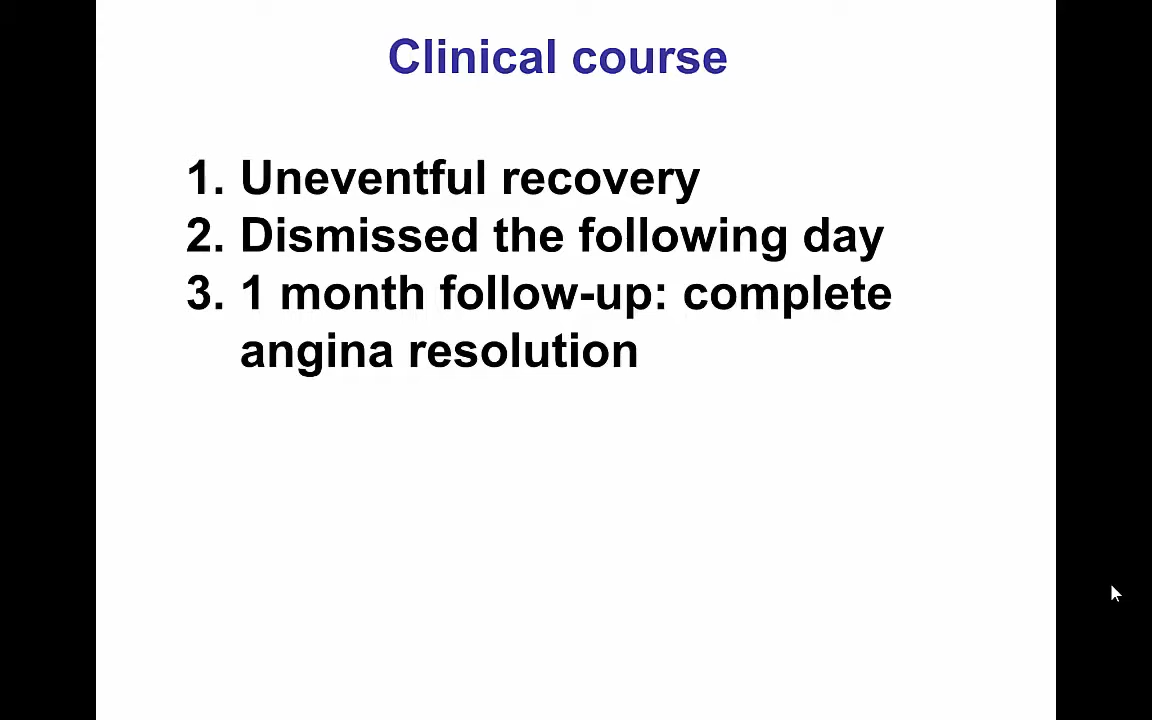 Clinical course
1. Uneventful recovery
2. Dismissed the following day
3. 1 month follow-up: complete
angina resolution